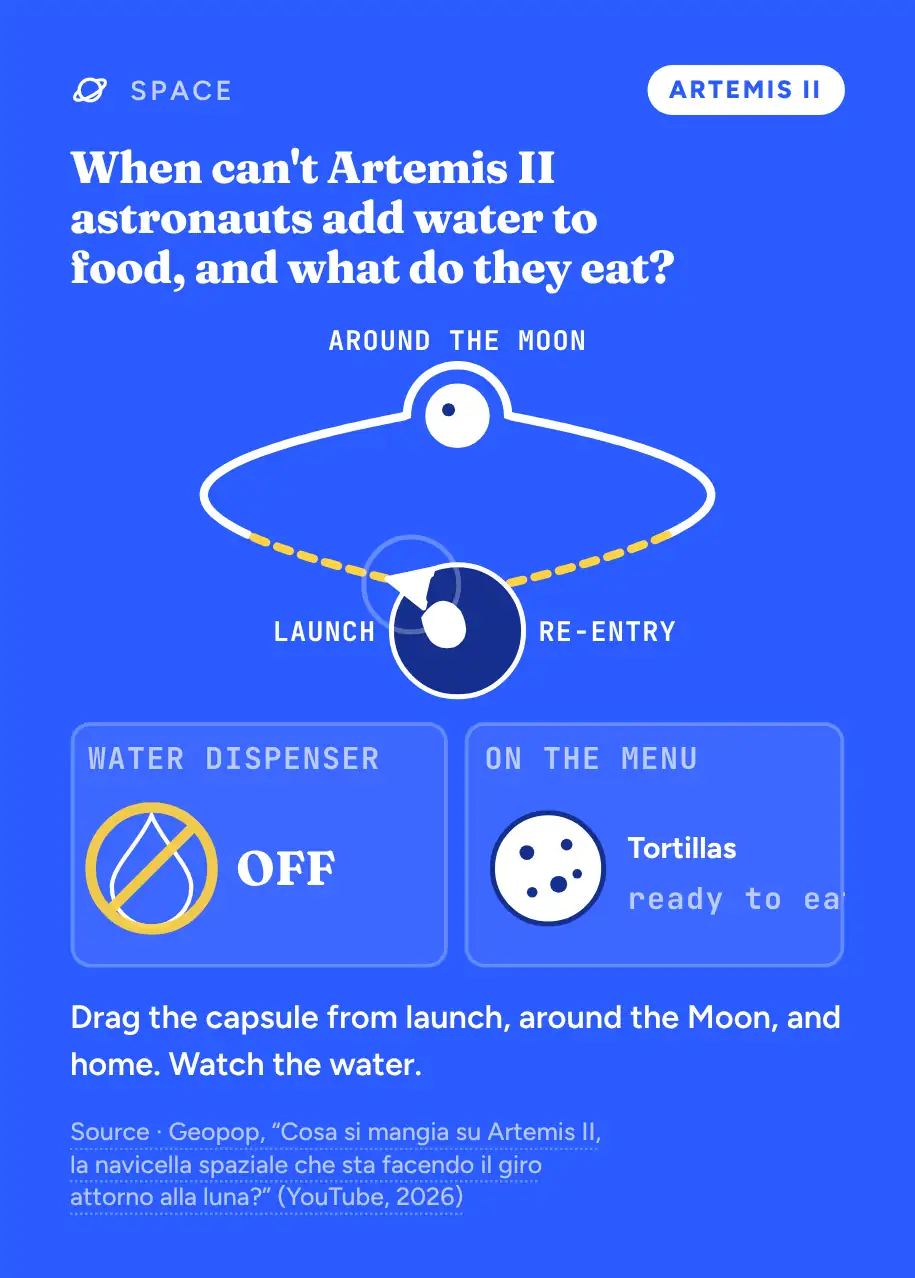 SPACE
ARTEMIS II
When can't Artemis II
astronauts add water to
food, and what do they eat?
AROUND THE MOON
LAUNCH
RE-ENTRY
WATER DISPENSER
OFF
ON THE MENU
Tortillas
ready to ea
Drag the capsule from launch, around the Moon, and
home. Watch the water.
Source · Geopop, “Cosa si mangia su Artemis II,
la navicella spaziale che sta facendo il giro
attorno alla luna?” (YouTube, 2026)